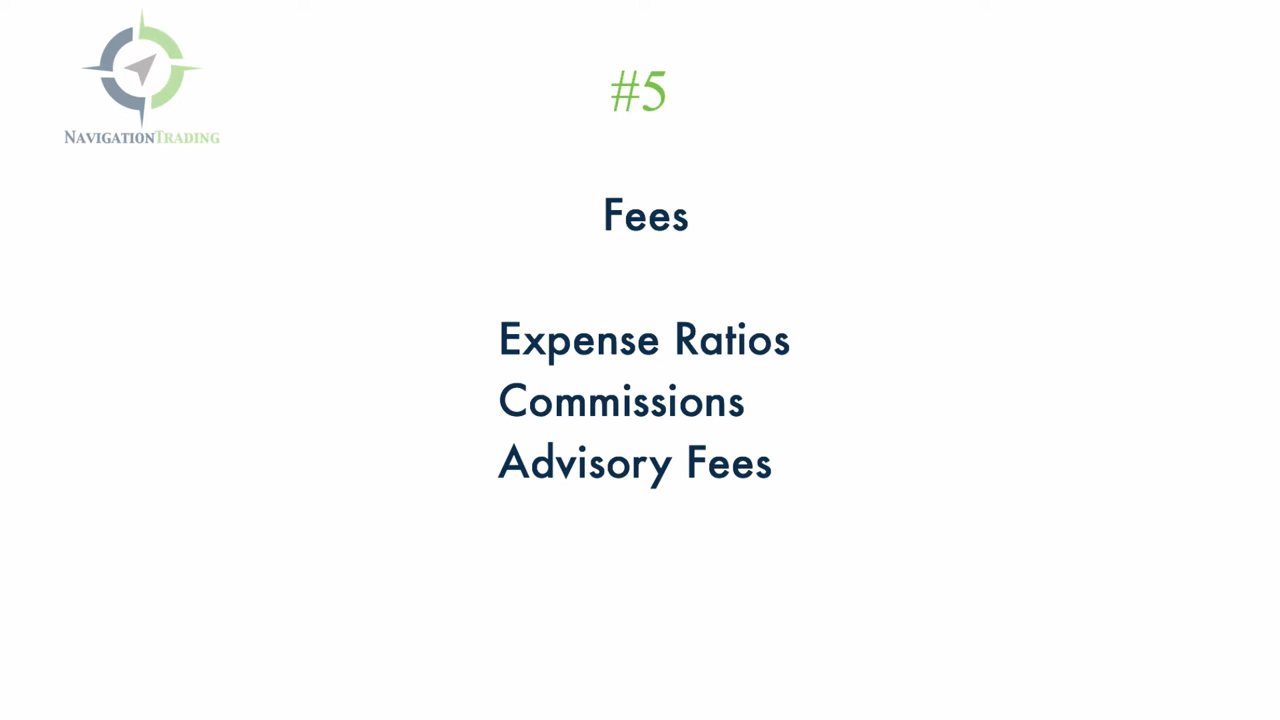 NAVIGATIONTRADING
#5
Fees
Expense Ratios
Commissions
Advisory Fees